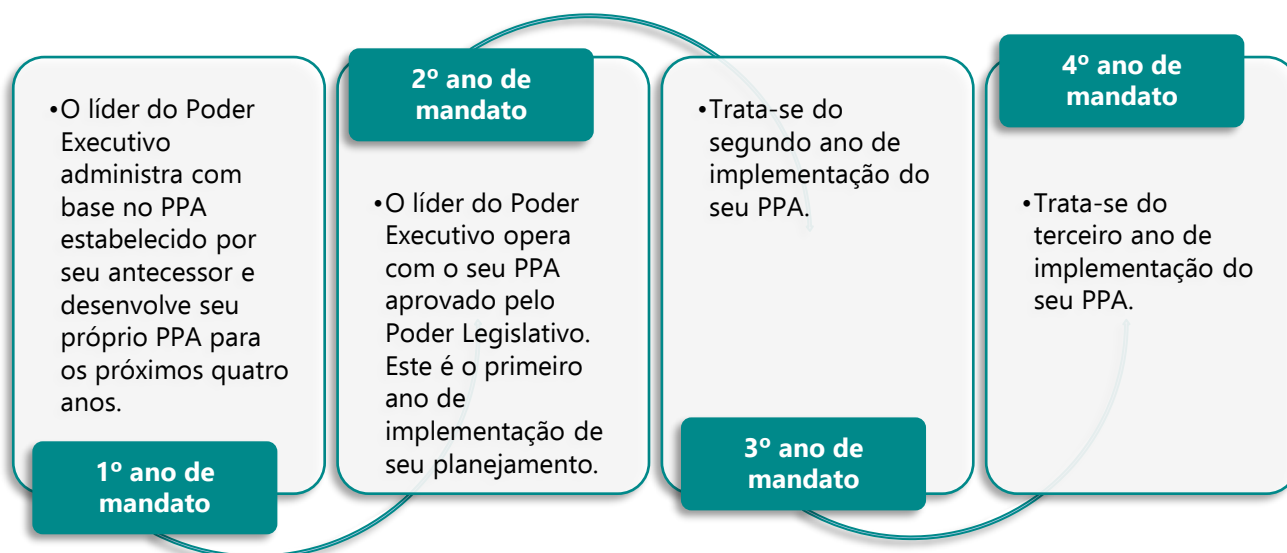 •O líder do Poder
Executivo
administra com
base no PPA
estabelecido por
seu antecessor e
desenvolve seu
próprio PPA para
os próximos quatro
anos.
1º ano de
mandato
2º ano de
mandato
•O líder do Poder
Executivo opera
com o seu PPA
aprovado pelo
Poder Legislativo.
Este é o primeiro
ano de
implementação de
seu planejamento.
•Trata-se do
segundo ano de
implementação do
seu PPA.
3º ano de
mandato
4º ano de
mandato
•Trata-se do
terceiro ano de
implementação do
seu PPA.